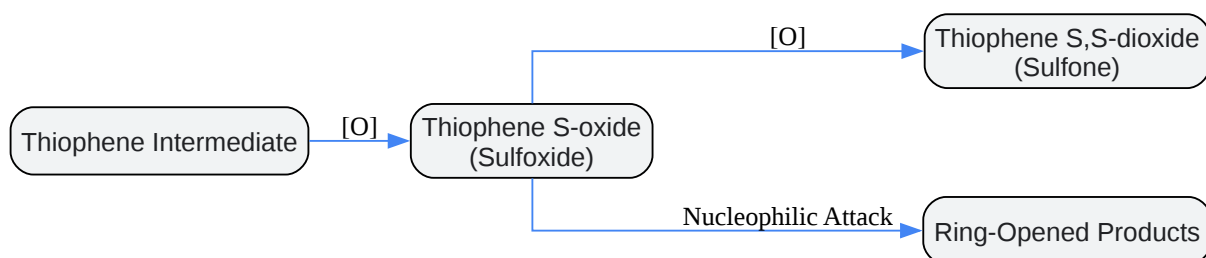 Thiophene Intermediate
[O]
Thiophene S-oxide
(Sulfoxide)
[O]
Thiophene S,S-dioxide
(Sulfone)
Nucleophilic Attack
Ring-Opened Products